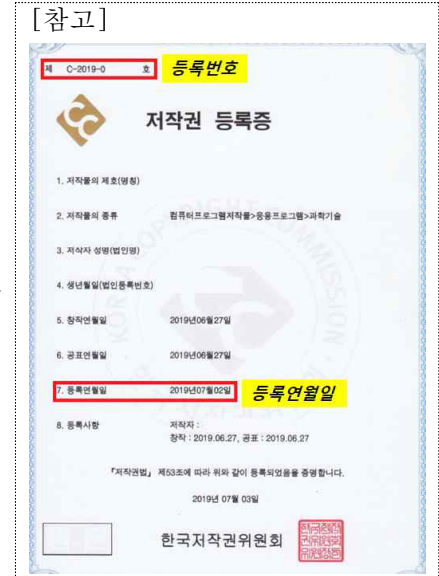 [참고]
제 C-2019-0 호 등록번호
저작권 등록증
1. 저작물의 제호(명칭)
2. 저작물의 종류 컴퓨터프로그램저작물>응용프로그램>과학기술
3. 저작자 성명(법인명)
4. 생년월일(법인등록번호)
5. 창작연월일 2019년06월27일
6. 공표연월일 2019년06월27일
7. 등록연월일 2019년07월02일 등록연월일
8. 등록사항 저작자 :
창작 : 2019.06.27, 공표 : 2019.06.27
『저작권법』 제53조에 따라 위와 같이 등록되었음을 증명합니다.
2019년 07월 03일
한국저작권위원회